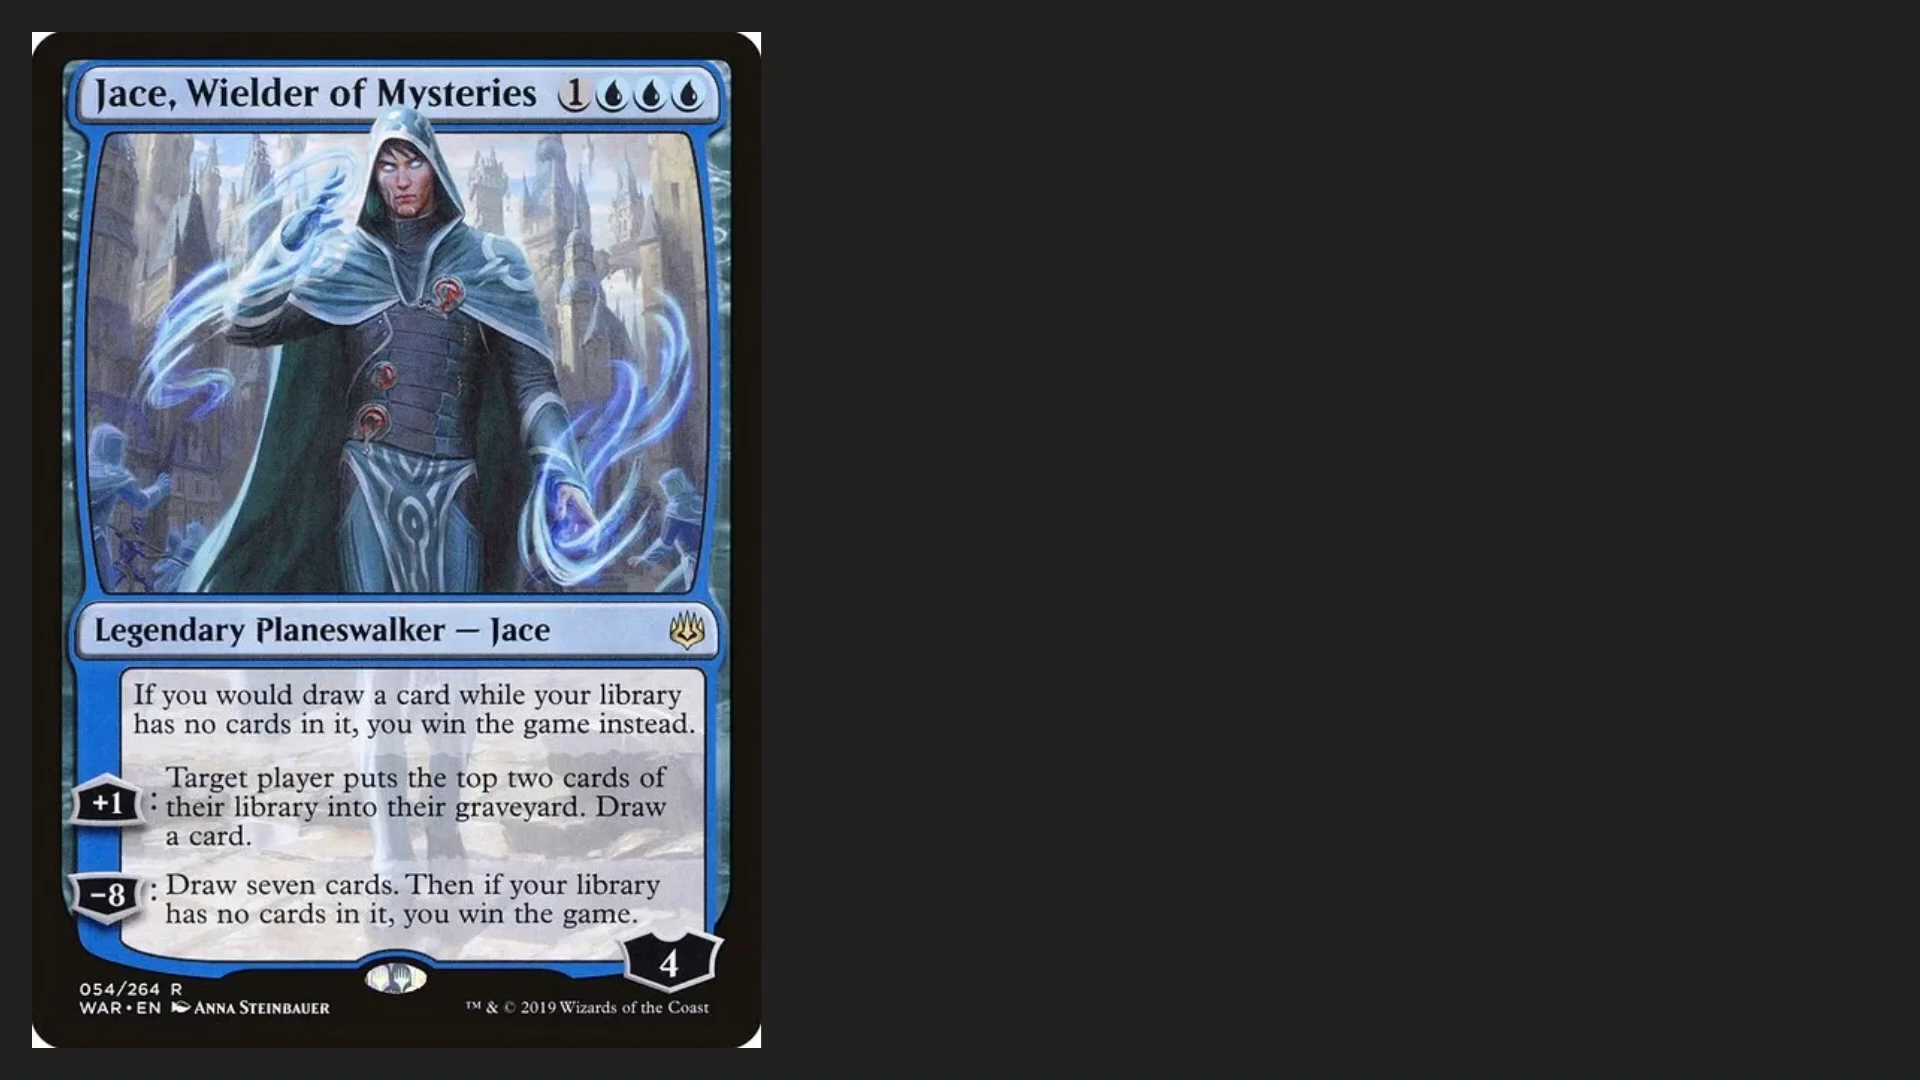 Jace, Wielder of Mysteries 1
Legendary Planeswalker — Jace
If you would draw a card while your library
has no cards in it, you win the game instead.
+1: Target player puts the top two cards of
their library into their graveyard. Draw
a card.
−8: Draw seven cards. Then if your library
has no cards in it, you win the game.
4
054/264 R
WAR • EN Anna Steinbauer
™ & © 2019 Wizards of the Coast